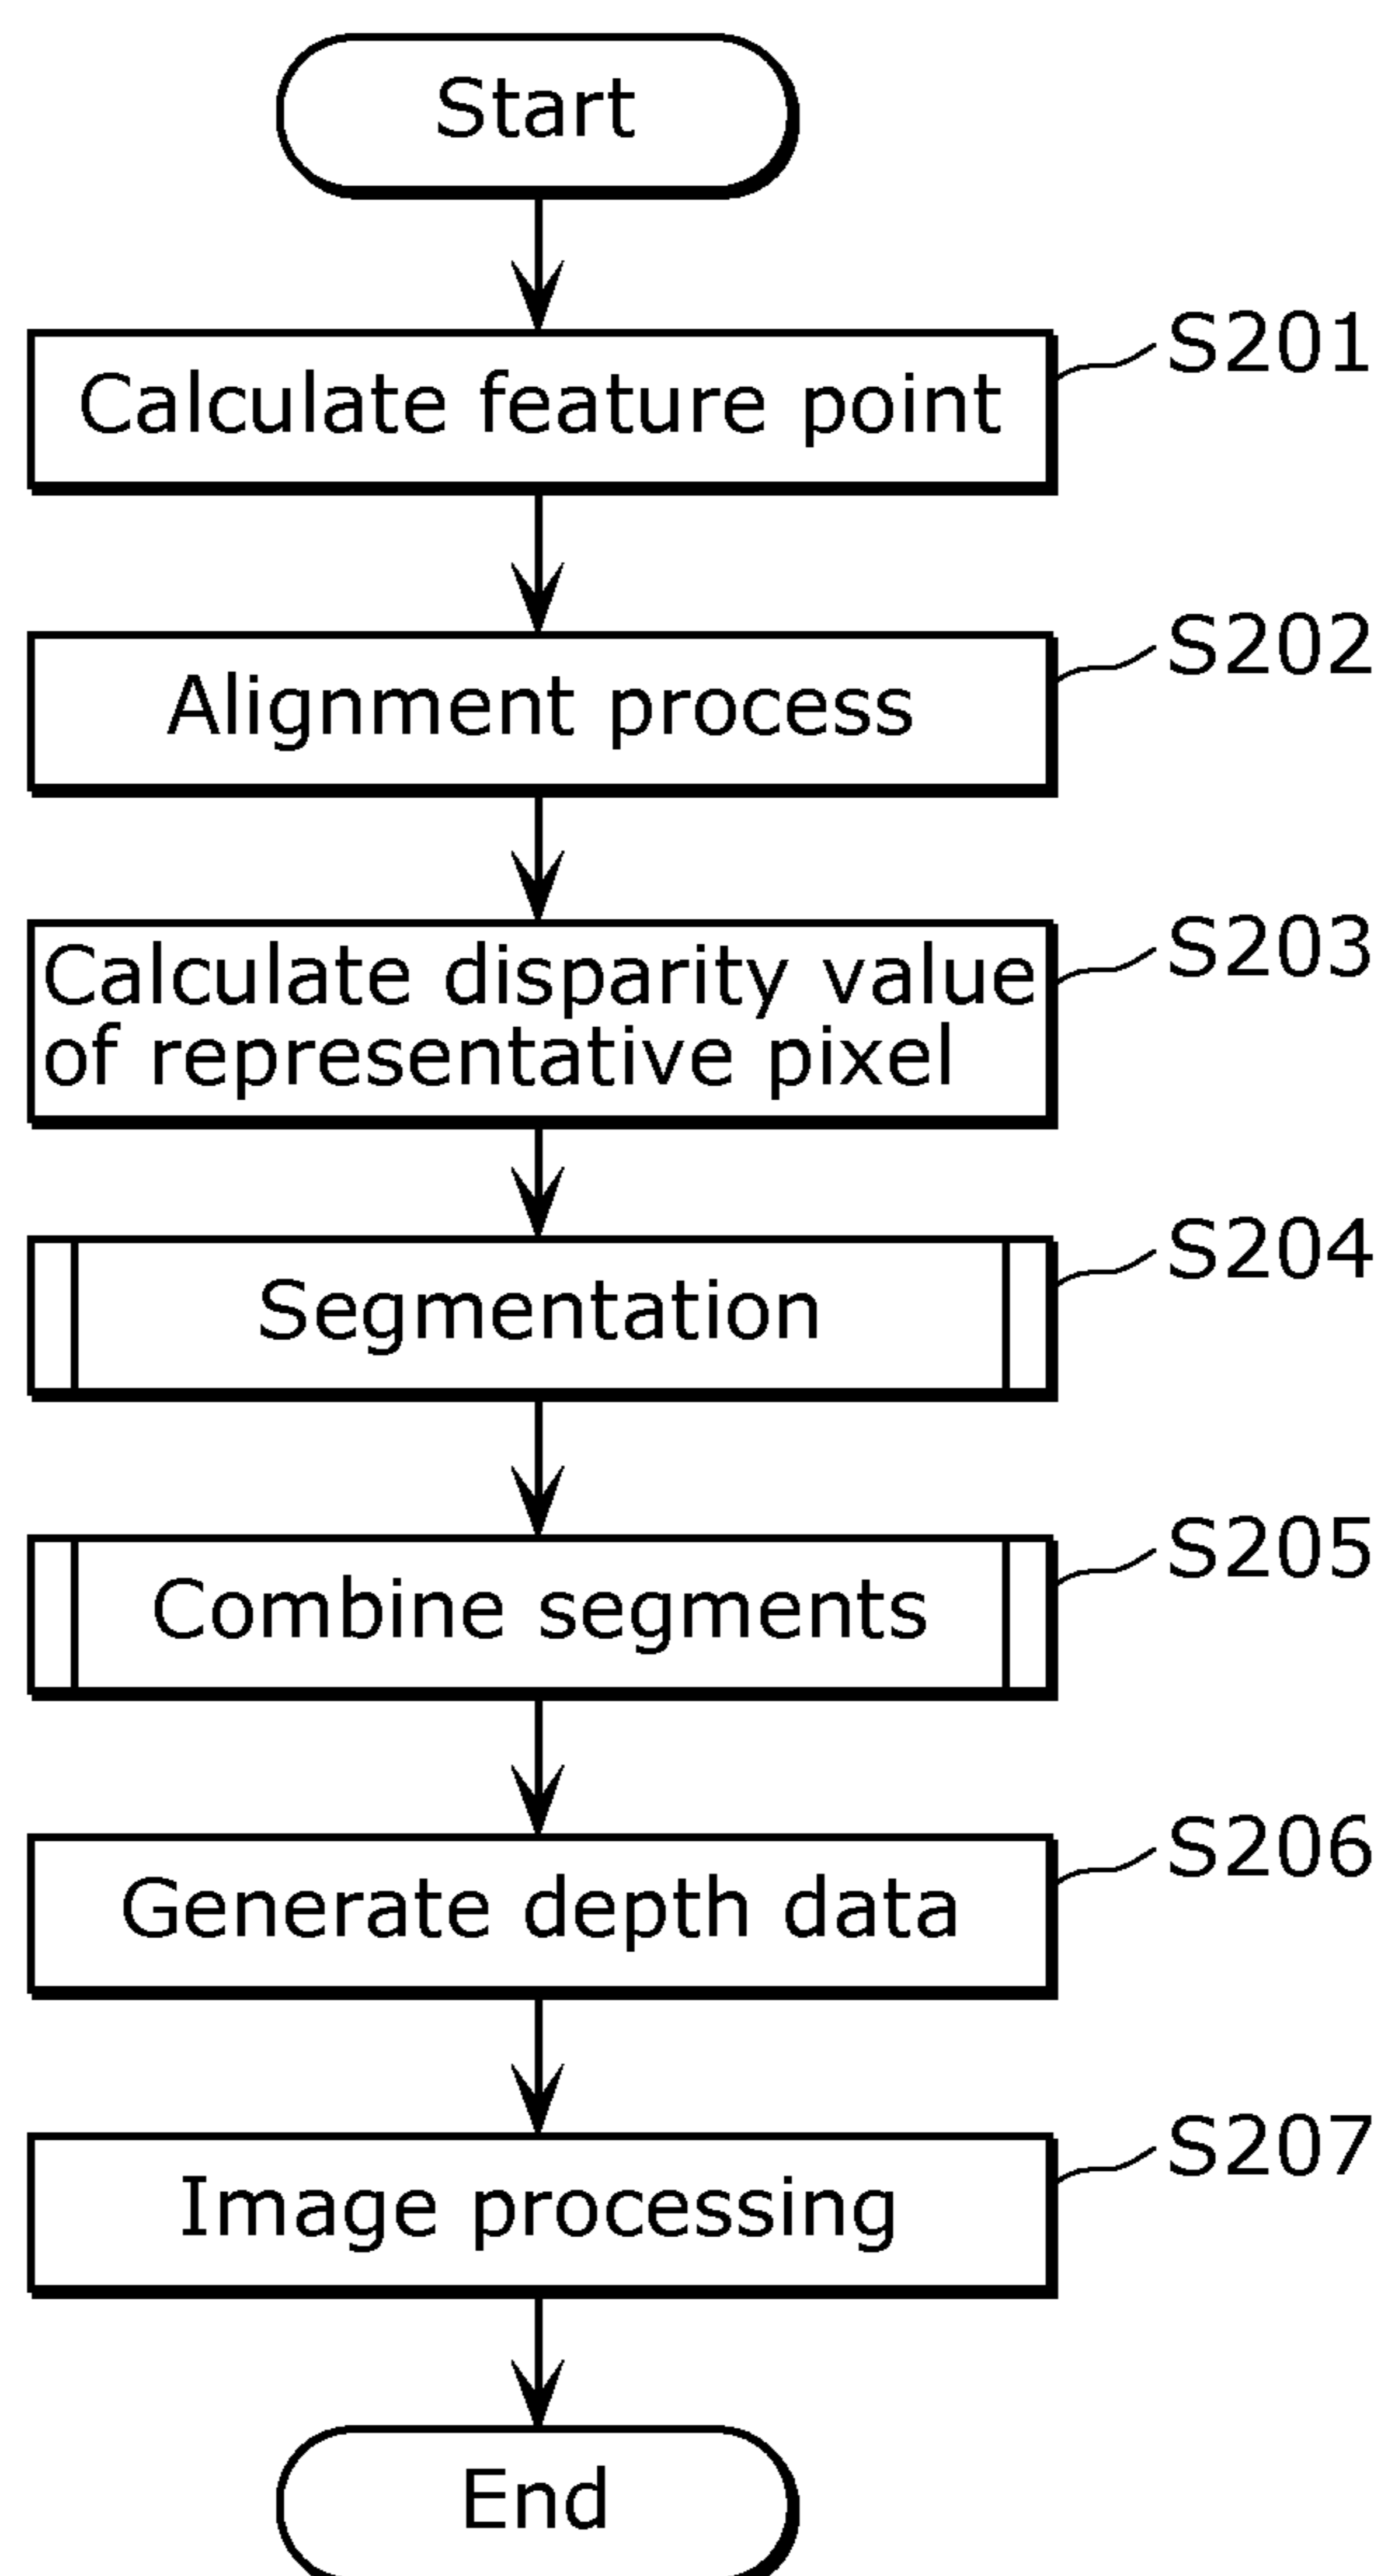 Start
Calculate feature point
S201
Alignment process
S202
Calculate disparity value
of representative pixel
S203
Segmentation
S204
Combine segments
S205
Generate depth data
S206
Image processing
S207
End